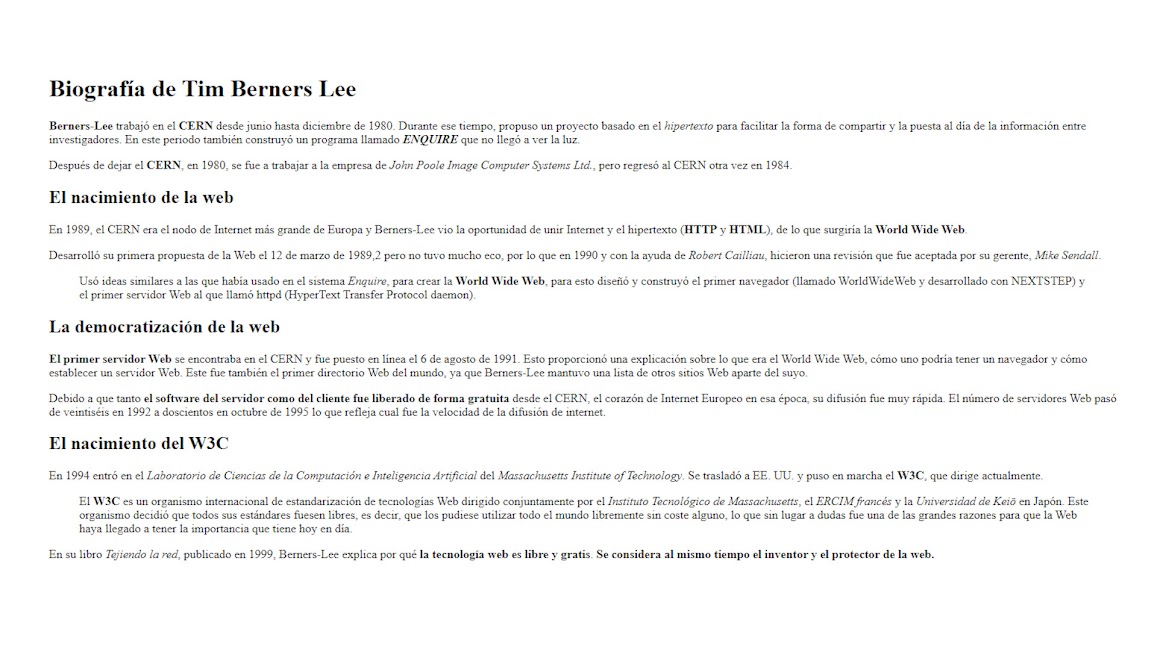 Biografía de Tim Berners Lee
Berners-Lee trabajó en el CERN desde junio hasta diciembre de 1980. Durante ese tiempo, propuso un proyecto basado en el hipertexto para facilitar la forma de compartir y la puesta al día de la información entre
investigadores. En este periodo también construyó un programa llamado ENQUIRE que no llegó a ver la luz.
Después de dejar el CERN, en 1980, se fue a trabajar a la empresa de John Poole Image Computer Systems Ltd., pero regresó al CERN otra vez en 1984.
El nacimiento de la web
En 1989, el CERN era el nodo de Internet más grande de Europa y Berners-Lee vio la oportunidad de unir Internet y el hipertexto (HTTP y HTML), de lo que surgiría la World Wide Web.
Desarrolló su primera propuesta de la Web el 12 de marzo de 1989,2 pero no tuvo mucho eco, por lo que en 1990 y con la ayuda de Robert Cailliau, hicieron una revisión que fue aceptada por su gerente, Mike Sendall.
Usó ideas similares a las que había usado en el sistema Enquire, para crear la World Wide Web, para esto diseñó y construyó el primer navegador (llamado WorldWideWeb y desarrollado con NEXTSTEP) y
el primer servidor Web al que llamó httpd (HyperText Transfer Protocol daemon).
La democratización de la web
El primer servidor Web se encontraba en el CERN y fue puesto en línea el 6 de agosto de 1991. Esto proporcionó una explicación sobre lo que era el World Wide Web, cómo uno podría tener un navegador y cómo
establecer un servidor Web. Este fue también el primer directorio Web del mundo, ya que Berners-Lee mantuvo una lista de otros sitios Web aparte del suyo.
Debido a que tanto el software del servidor como del cliente fue liberado de forma gratuita desde el CERN, el corazón de Internet Europeo en esa época, su difusión fue muy rápida. El número de servidores Web pasó
de veintiséis en 1992 a doscientos en octubre de 1995 lo que refleja cual fue la velocidad de la difusión de internet.
El nacimiento del W3C
En 1994 entró en el Laboratorio de Ciencias de la Computación e Inteligencia Artificial del Massachusetts Institute of Technology. Se trasladó a EE. UU. y puso en marcha el W3C, que dirige actualmente.
El W3C es un organismo internacional de estandarización de tecnologías Web dirigido conjuntamente por el Instituto Tecnológico de Massachusetts, el ERCIM francés y la Universidad de Keiō en Japón. Este
organismo decidió que todos sus estándares fuesen libres, es decir, que los pudiese utilizar todo el mundo libremente sin coste alguno, lo que sin lugar a dudas fue una de las grandes razones para que la Web
haya llegado a tener la importancia que tiene hoy en día.
En su libro Tejiendo la red, publicado en 1999, Berners-Lee explica por qué la tecnología web es libre y gratis. Se considera al mismo tiempo el inventor y el protector de la web.